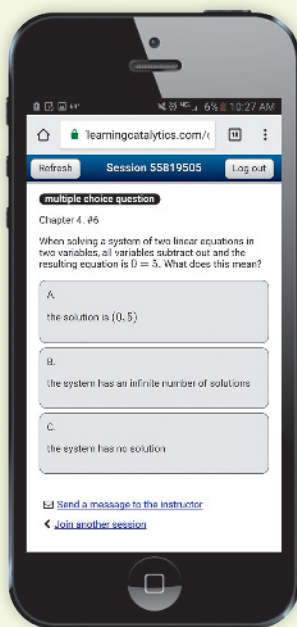 64°
4G
6%
10:27 AM
learningcatalytics.com/
18
Refresh
Session 55819505
Log out
multiple choice question
Chapter 4. #6
When solving a system of two linear equations in
two variables, all variables subtract out and the
resulting equation is 0 = 5. What does this mean?
A.
the solution is (0, 5)
B.
the system has an infinite number of solutions
C.
the system has no solution
Send a message to the instructor
Join another session